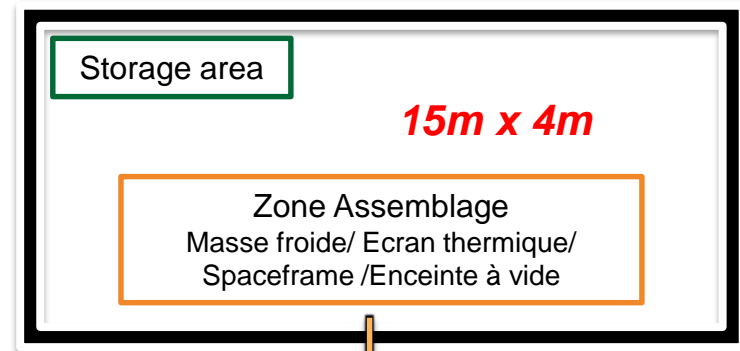 Storage area
15m x 4m
Zone Assemblage
Masse froide/ Ecran thermique/
Spaceframe /Enceinte à vide